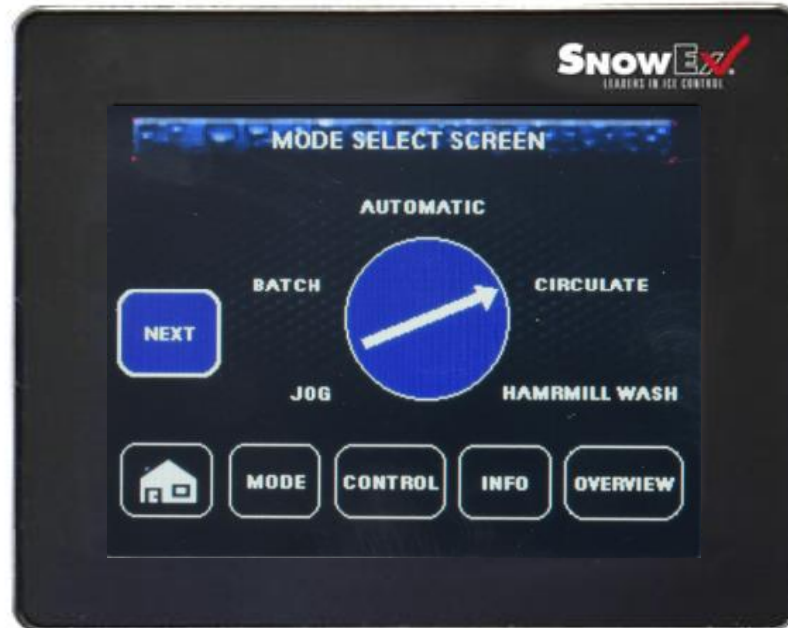 SNOWEx
LEADERS IN ICE CONTROL
MODE SELECT SCREEN
AUTOMATIC
BATCH
CIRCULATE
NEXT
JOG
HAMRMILL WASH
MODE
CONTROL
INFO
OVERVIEW